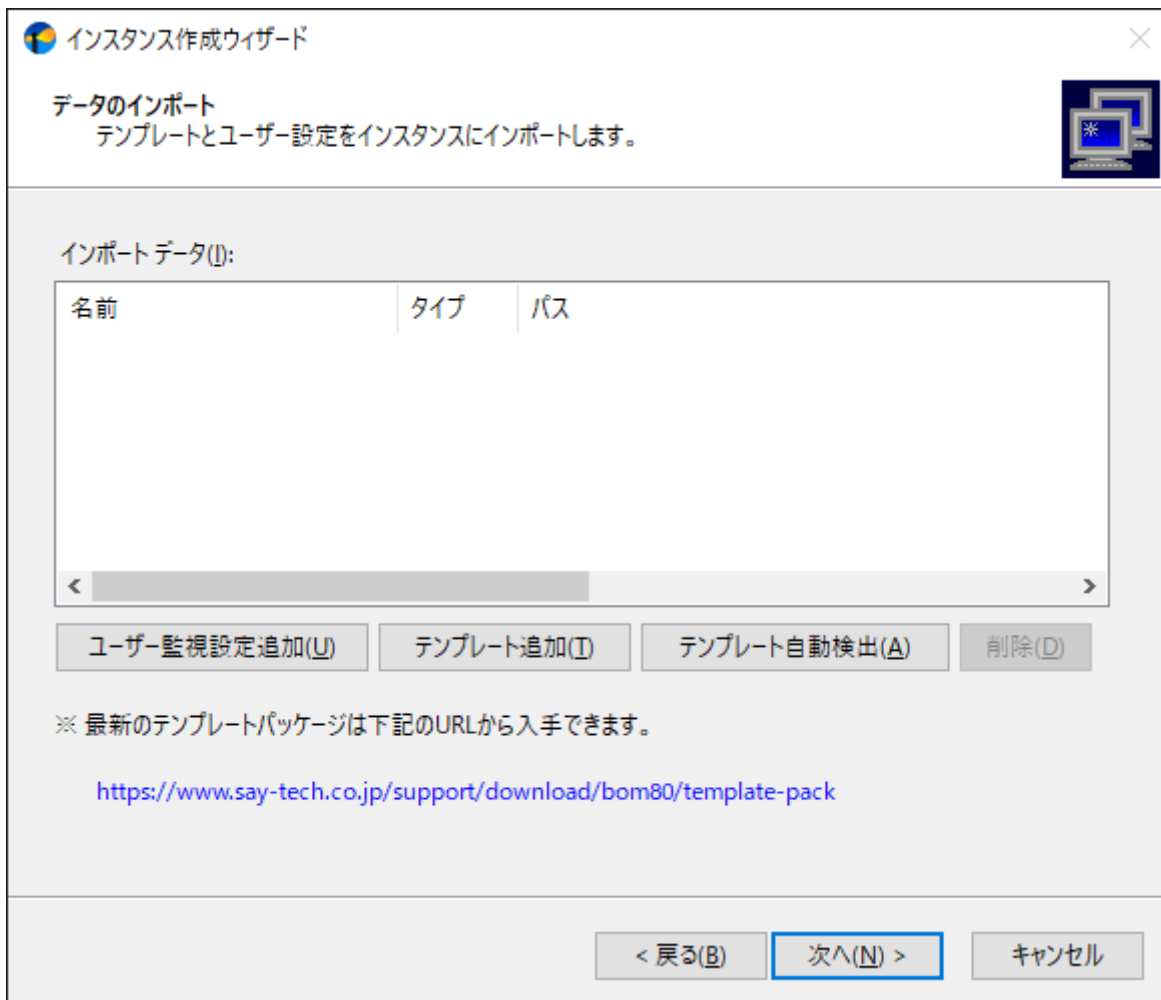 インスタンス作成ウィザード
データのインポート
テンプレートとユーザー設定をインスタンスにインポートします。
インポート データ(I):
名前 タイプ パス
ユーザー監視設定追加(U) テンプレート追加(T) テンプレート自動検出(A) 削除(D)
※ 最新のテンプレートパッケージは下記のURLから入手できます。
https://www.say-tech.co.jp/support/download/bom80/template-pack
< 戻る(B) 次へ(N) > キャンセル